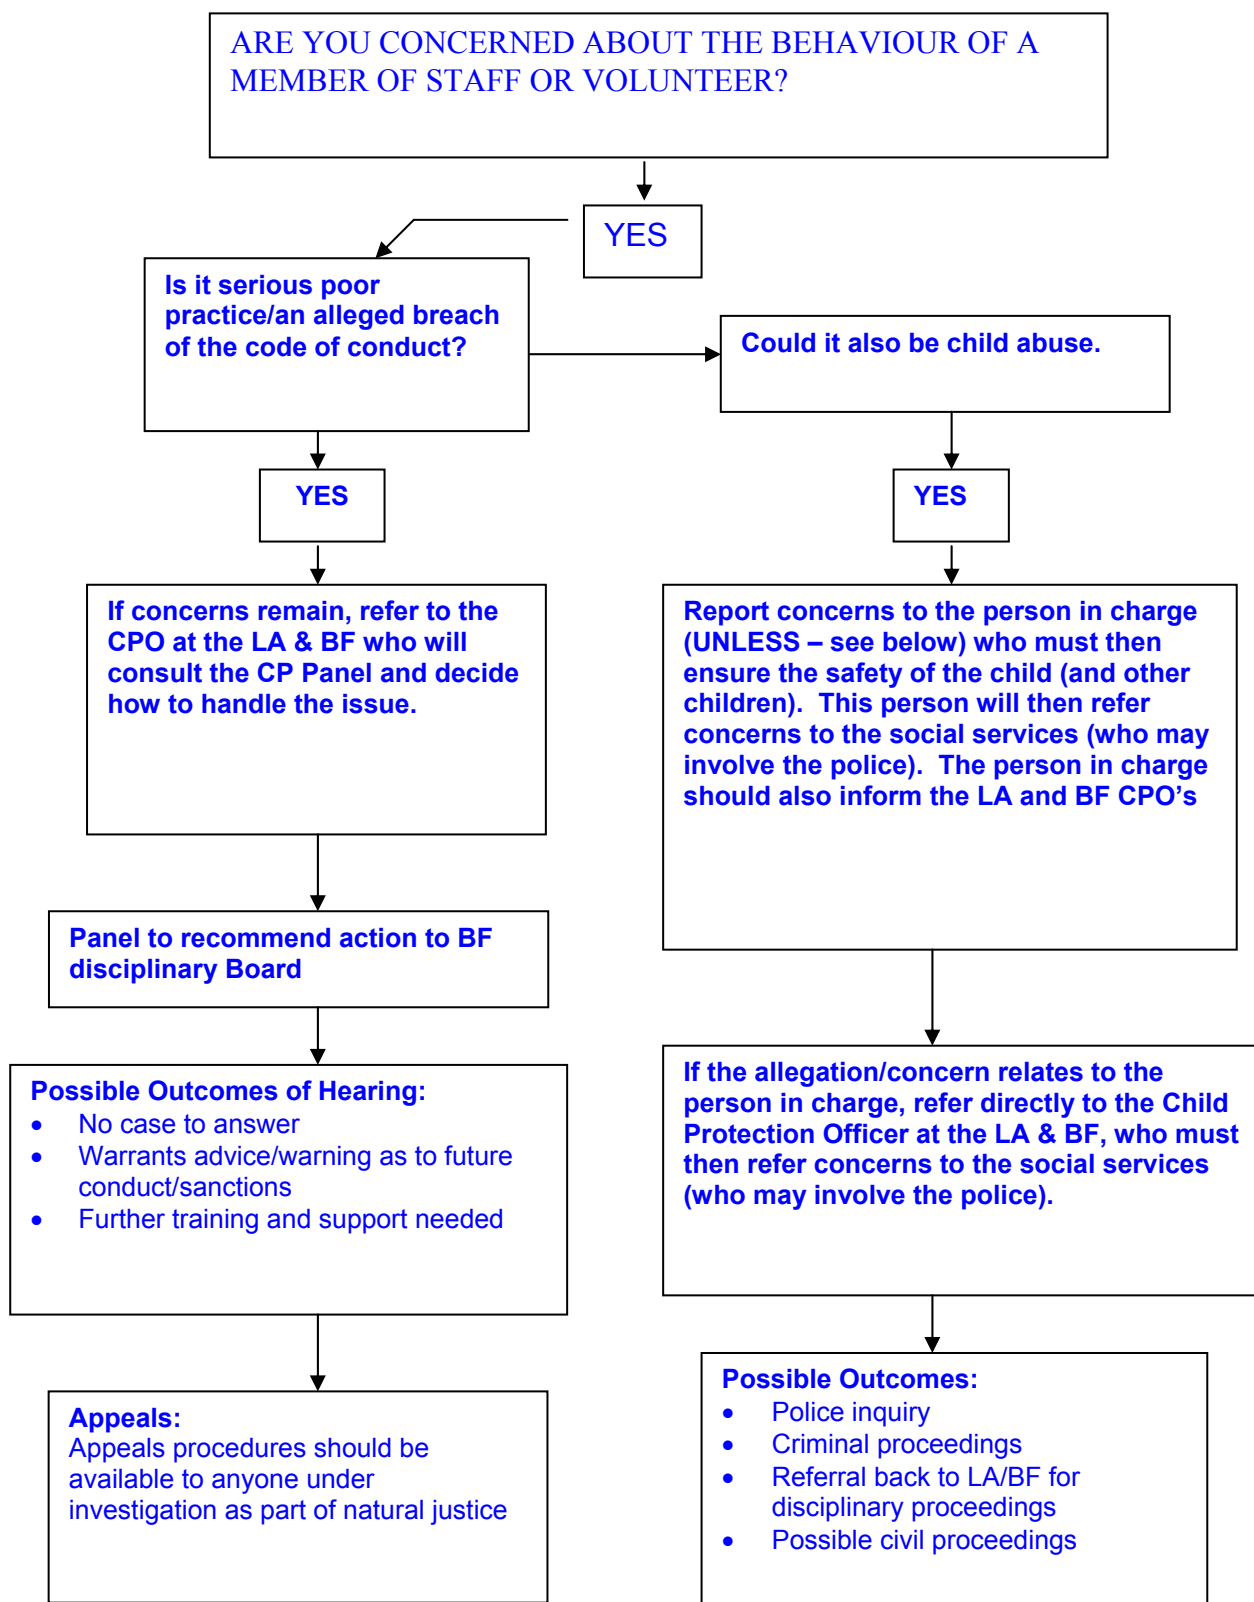 ARE YOU CONCERNED ABOUT THE BEHAVIOUR OF A
MEMBER OF STAFF OR VOLUNTEER?
YES
Is it serious poor
practice/an alleged breach
of the code of conduct?
Could it also be child abuse.
YES
YES
If concerns remain, refer to the
CPO at the LA & BF who will
consult the CP Panel and decide
how to handle the issue.
Report concerns to the person in charge
(UNLESS – see below) who must then
ensure the safety of the child (and other
children). This person will then refer
concerns to the social services (who may
involve the police). The person in charge
should also inform the LA and BF CPO’s
Panel to recommend action to BF
disciplinary Board
Possible Outcomes of Hearing:
• No case to answer
• Warrants advice/warning as to future
conduct/sanctions
• Further training and support needed
If the allegation/concern relates to the
person in charge, refer directly to the Child
Protection Officer at the LA & BF, who must
then refer concerns to the social services
(who may involve the police).
Appeals:
Appeals procedures should be
available to anyone under
investigation as part of natural justice
Possible Outcomes:
• Police inquiry
• Criminal proceedings
• Referral back to LA/BF for
disciplinary proceedings
• Possible civil proceedings